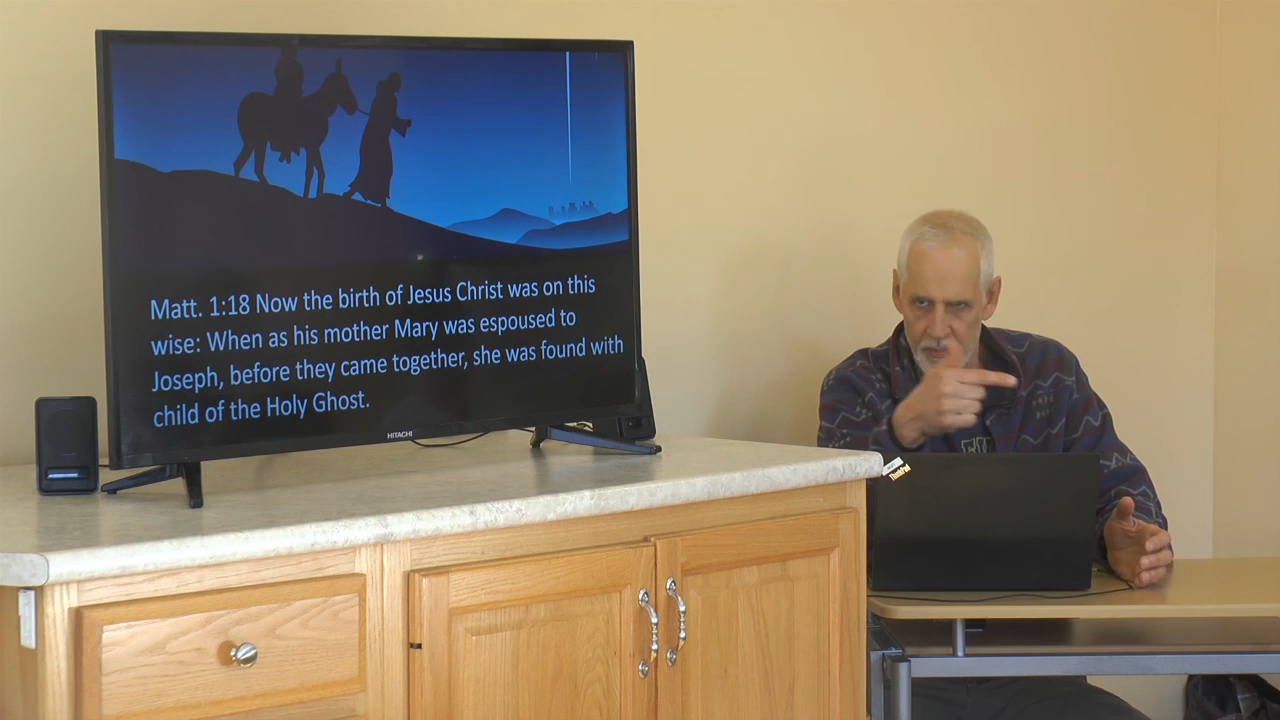 Matt. 1:18 Now the birth of Jesus Christ was on this
wise: When as his mother Mary was espoused to
Joseph, before they came together, she was found with
child of the Holy Ghost.
HITACHI
ThinkPad